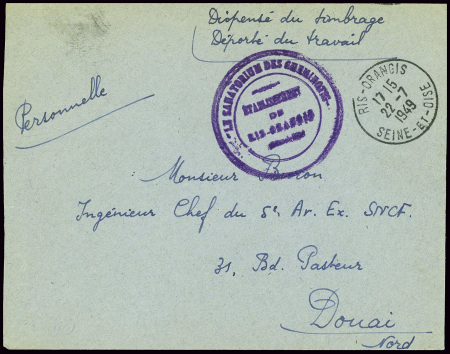 Dispensé du timbrage
Déporté du travail
Personnelle
LE SANATORIUM DES CHEMINOTS
ETABLISSEMENT
DE
RIS-ORANGIS
RIS-ORANGIS
17 15
22-7
1949
SEINE-ET-OISE
Monsieur
Ingénieur Chef du 5e Ar. Ex. SNCF.
31, Bd. Pasteur
Douai
Nord